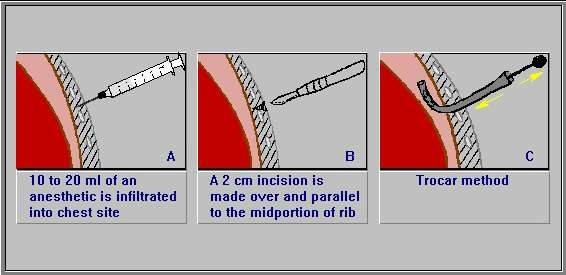 A
B
C
10 to 20 ml of an
anesthetic is infiltrated
into chest site
A 2 cm incision is
made over and parallel
to the midportion of rib
Trocar method